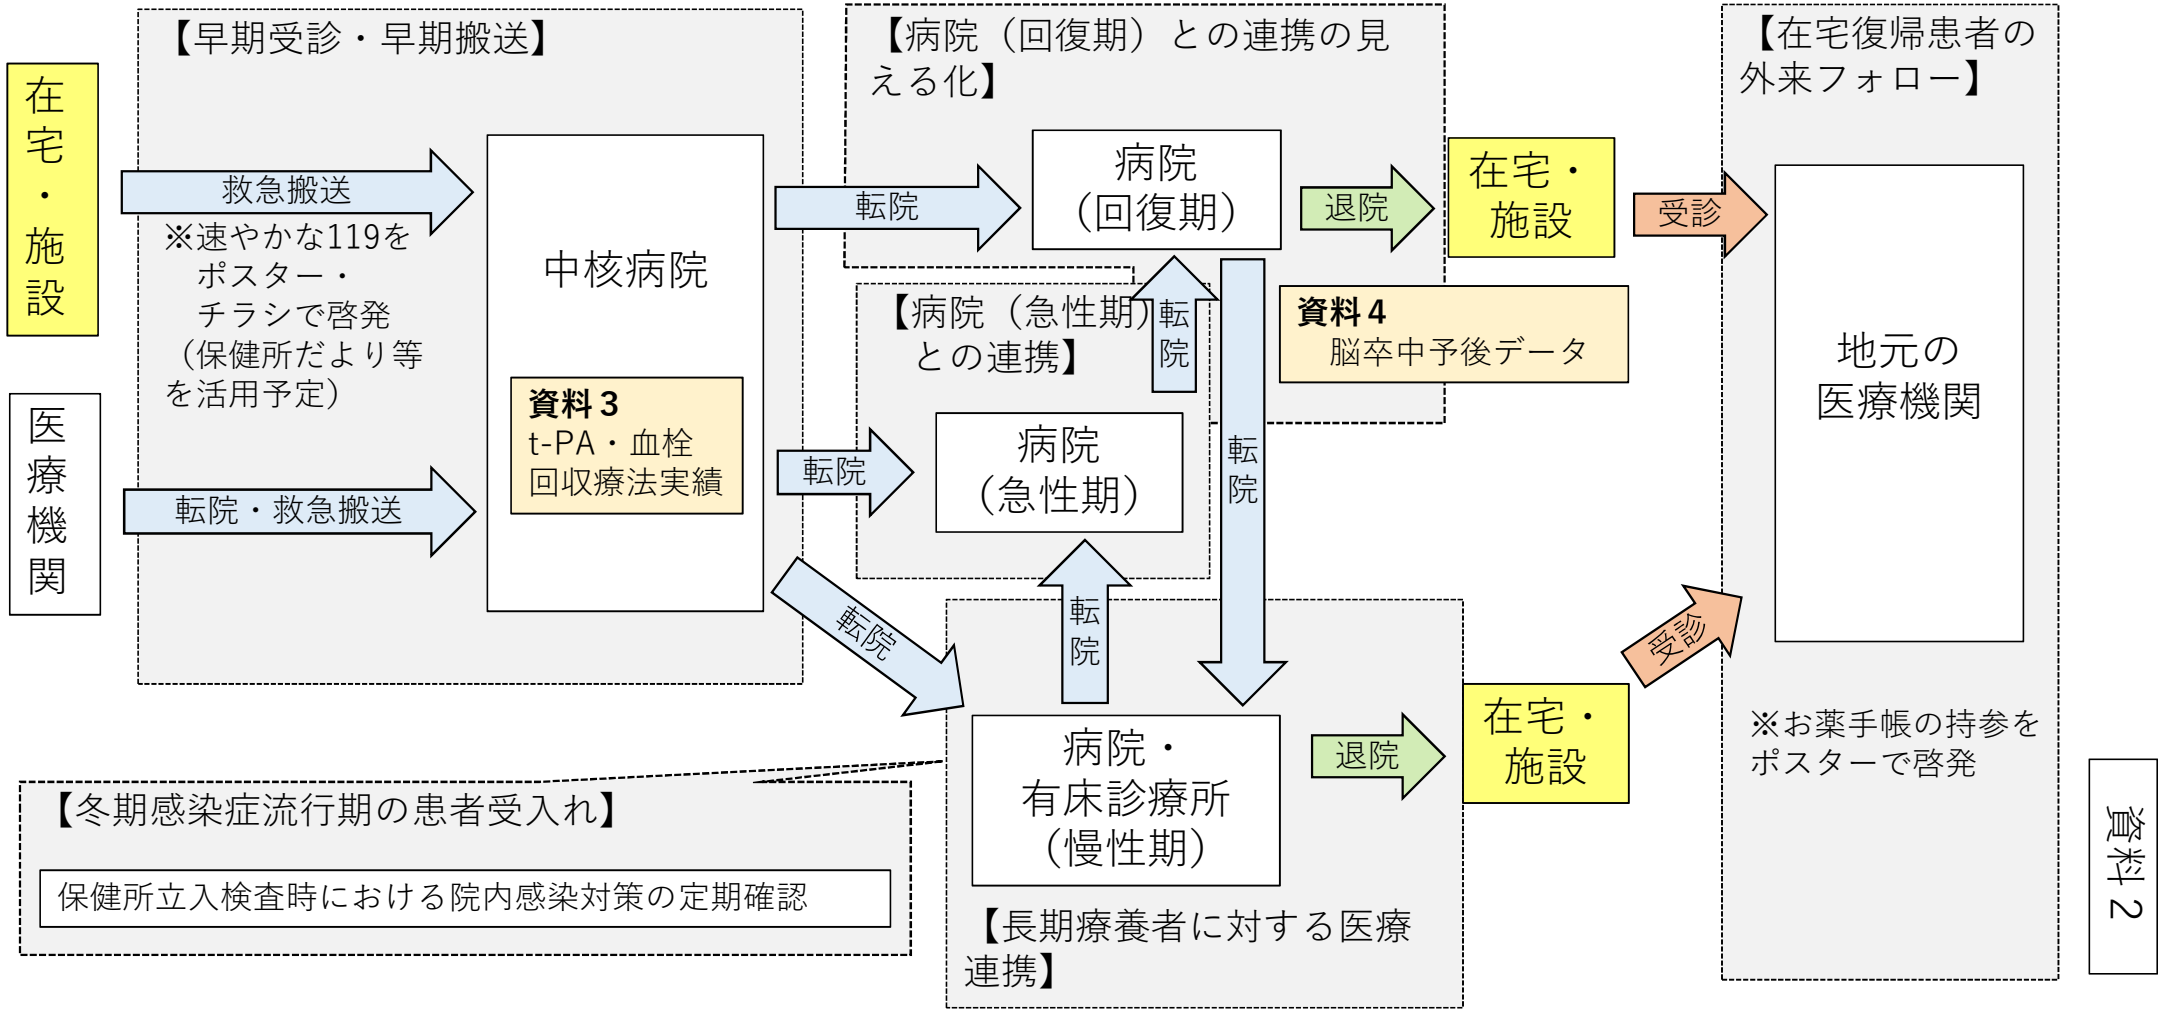 【早期受診・早期搬送】
在宅・施設
救急搬送
※速やかな119を
ポスター・
チラシで啓発
（保健所だより等
を活用予定）
医療機関
転院・救急搬送
中核病院
資料３
t-PA・血栓
回収療法実績
【病院（回復期）との連携の見
える化】
転院
病院
（回復期）
退院
在宅・
施設
受診
【病院（急性期）
との連携】
転院
転院
病院
（急性期）
転院
資料４
脳卒中予後データ
転院
転院
病院・
有床診療所
（慢性期）
退院
在宅・
施設
受診
【長期療養者に対する医療
連携】
【冬期感染症流行期の患者受入れ】
保健所立入検査時における院内感染対策の定期確認
【在宅復帰患者の
外来フォロー】
地元の
医療機関
※お薬手帳の持参を
ポスターで啓発
資料２